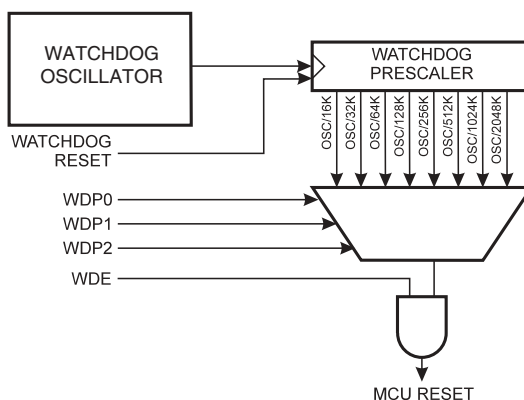 WATCHDOG
OSCILLATOR
WATCHDOG
PRESCALER
WATCHDOG
RESET
OSC/16K
OSC/32K
OSC/64K
OSC/128K
OSC/256K
OSC/512K
OSC/1024K
OSC/2048K
WDP0
WDP1
WDP2
WDE
MCU RESET